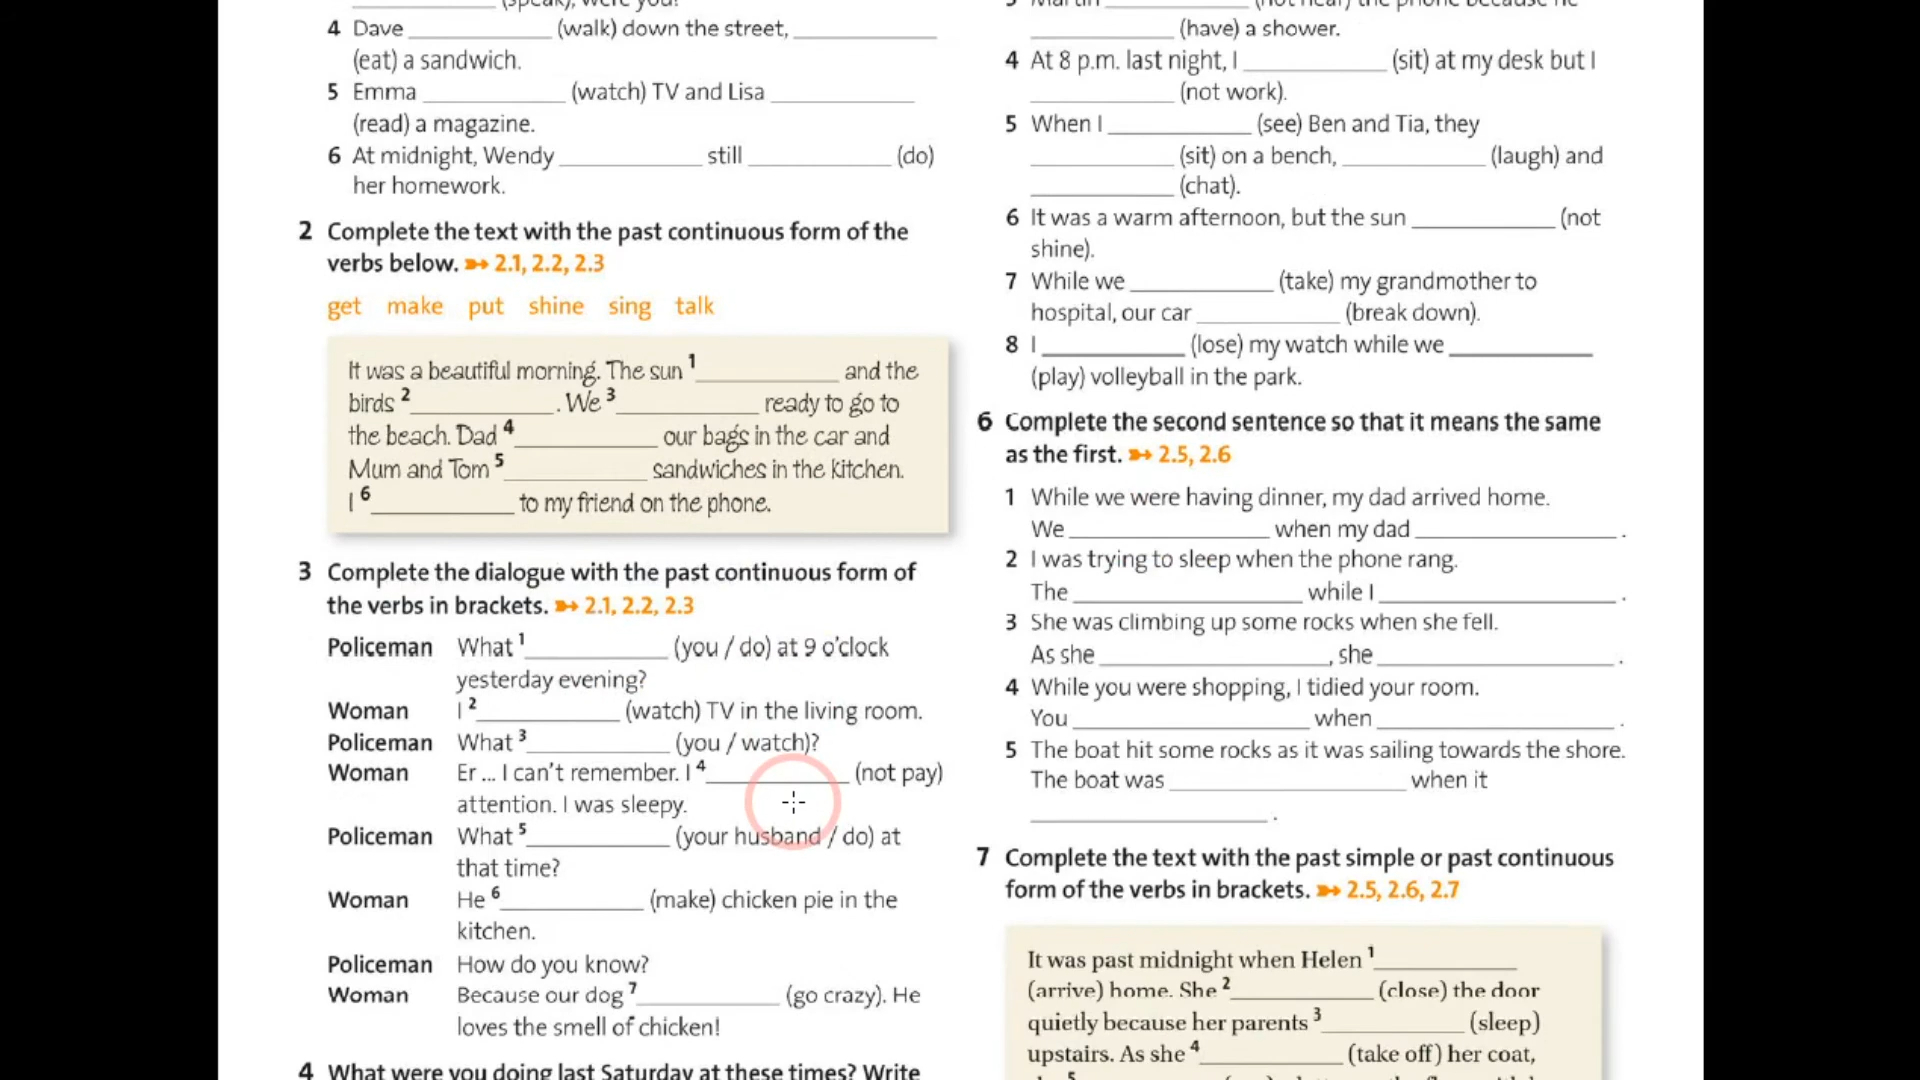 (speak), were you?
4 Dave ____________ (walk) down the street, ____________
(eat) a sandwich.
5 Emma ____________ (watch) TV and Lisa ____________
(read) a magazine.
6 At midnight, Wendy ____________ still ____________ (do)
her homework.
2 Complete the text with the past continuous form of the
verbs below. ➳ 2.1, 2.2, 2.3
get make put shine sing talk
It was a beautiful morning. The sun 1____________ and the
birds 2____________. We 3____________ ready to go to
the beach. Dad 4____________ our bags in the car and
Mum and Tom 5____________ sandwiches in the kitchen.
I 6____________ to my friend on the phone.
3 Complete the dialogue with the past continuous form of
the verbs in brackets. ➳ 2.1, 2.2, 2.3
Policeman What 1____________ (you / do) at 9 o'clock
yesterday evening?
Woman I 2____________ (watch) TV in the living room.
Policeman What 3____________ (you / watch)?
Woman Er ... I can't remember. I 4____________ (not pay)
attention. I was sleepy.
Policeman What 5____________ (your husband / do) at
that time?
Woman He 6____________ (make) chicken pie in the
kitchen.
Policeman How do you know?
Woman Because our dog 7____________ (go crazy). He
loves the smell of chicken!
4 What were you doing last Saturday at these times? Write
3 Martin ____________ (not hear) the phone because he
____________ (have) a shower.
4 At 8 p.m. last night, I ____________ (sit) at my desk but I
____________ (not work).
5 When I ____________ (see) Ben and Tia, they
____________ (sit) on a bench, ____________ (laugh) and
____________ (chat).
6 It was a warm afternoon, but the sun ____________ (not
shine).
7 While we ____________ (take) my grandmother to
hospital, our car ____________ (break down).
8 I ____________ (lose) my watch while we ____________
(play) volleyball in the park.
6 Complete the second sentence so that it means the same
as the first. ➳ 2.5, 2.6
1 While we were having dinner, my dad arrived home.
We ________________ when my dad ________________ .
2 I was trying to sleep when the phone rang.
The ________________ while I ________________ .
3 She was climbing up some rocks when she fell.
As she ________________, she ________________ .
4 While you were shopping, I tidied your room.
You ________________ when ________________ .
5 The boat hit some rocks as it was sailing towards the shore.
The boat was ________________ when it
________________ .
7 Complete the text with the past simple or past continuous
form of the verbs in brackets. ➳ 2.5, 2.6, 2.7
It was past midnight when Helen 1____________
(arrive) home. She 2____________ (close) the door
quietly because her parents 3____________ (sleep)
upstairs. As she 4____________ (take off) her coat,